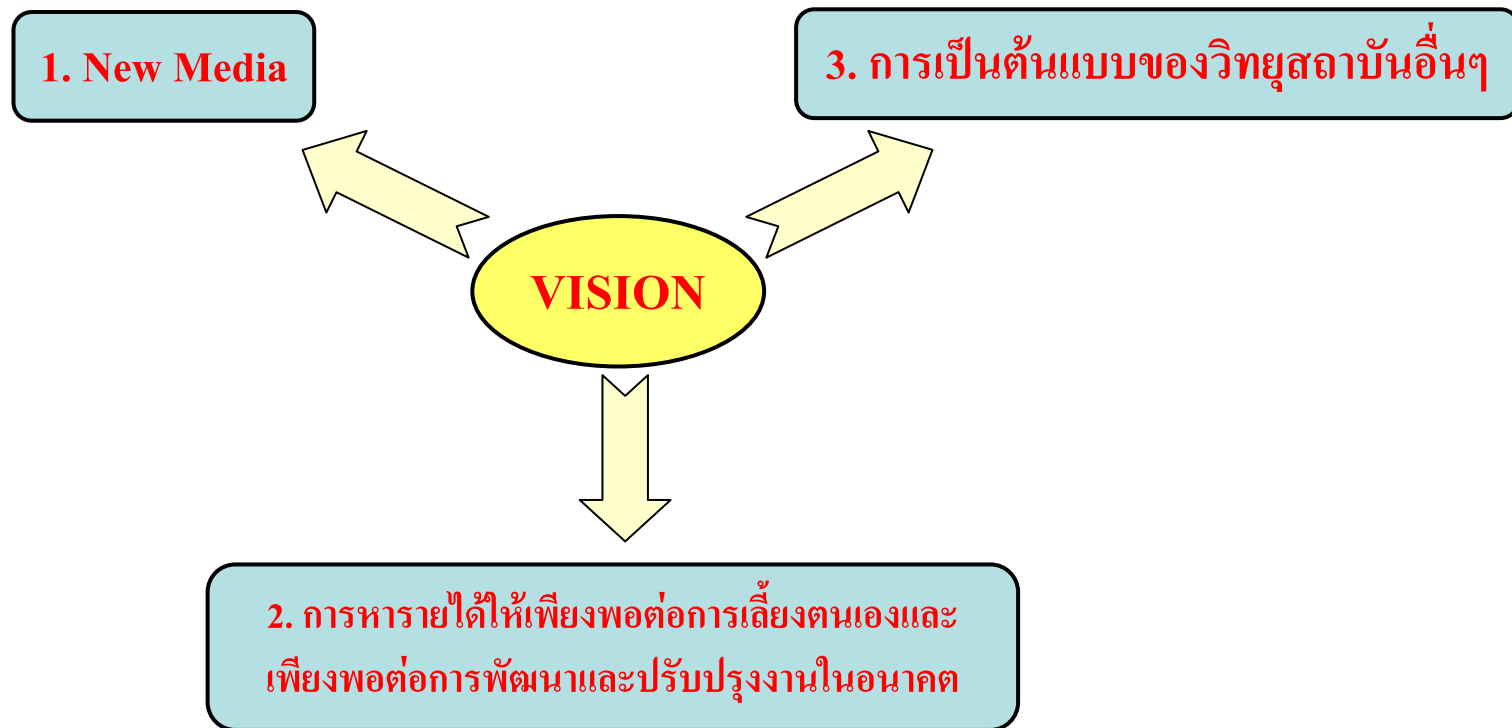 1. New Media
3. การเป็นต้นแบบของวิทยุสถาบันอื่นๆ
VISION
2. การหารายได้ให้เพียงพอต่อการเลี้ยงตนเองและ
เพียงพอต่อการพัฒนาและปรับปรุงงานในอนาคต